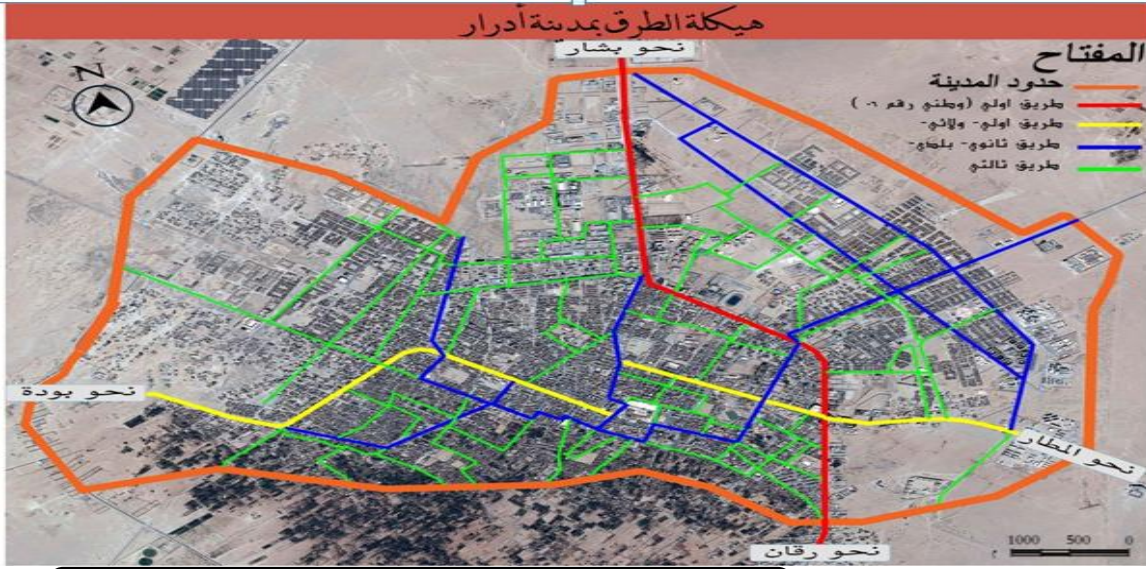 هيكلة الطرق بمدينة أدرار
نحو بشار
N
المفتاح
حدود المدينة
طريق اولي (وطني رقم ٠٦)
طريق اولي- ولائي-
طريق ثانوي- بلدي-
طريق ثالثي
نحو بودة
نحو المطار
نحو رقان
1000 500 0
م